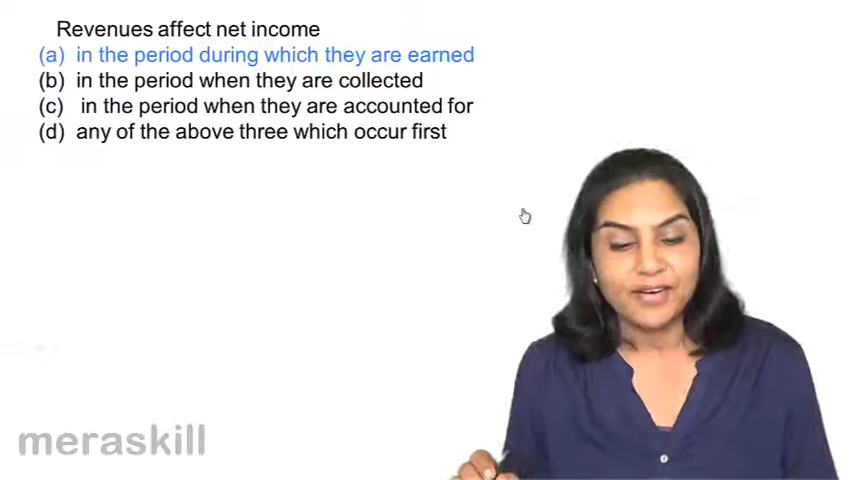 Revenues affect net income
(a) in the period during which they are earned
(b) in the period when they are collected
(c) in the period when they are accounted for
(d) any of the above three which occur first
meraskill